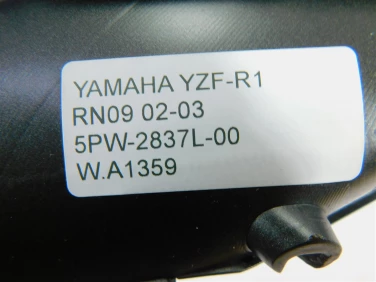 YAMAHA YZF-R1
RN09 02-03
5PW-2837L-00
W.A1359